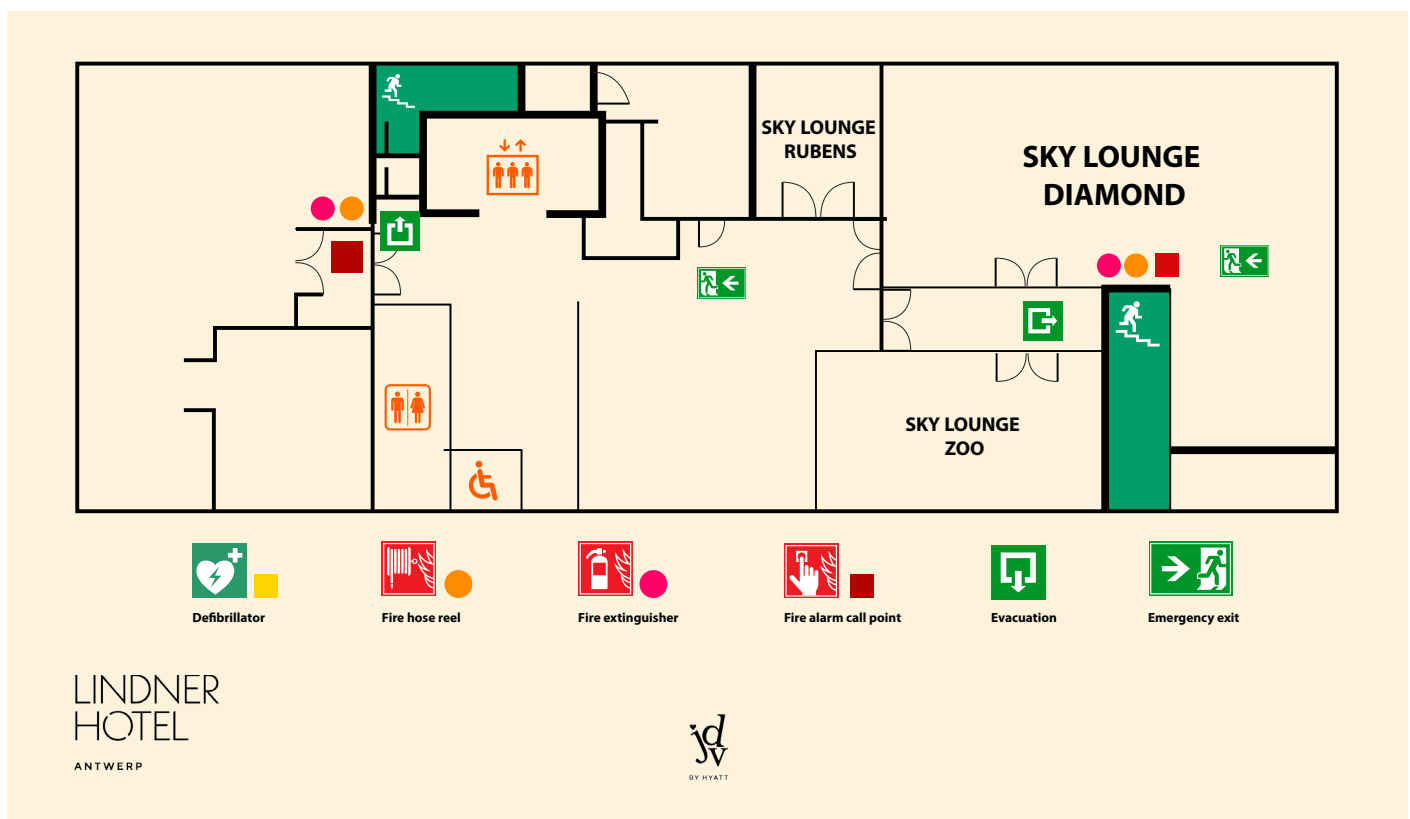 SKY LOUNGE
RUBENS
SKY LOUNGE
DIAMOND
SKY LOUNGE
ZOO
Defibrillator
Fire hose reel
Fire extinguisher
Fire alarm call point
Evacuation
Emergency exit
LINDNER
HOTEL
ANTWERP
jdv
BY HYATT